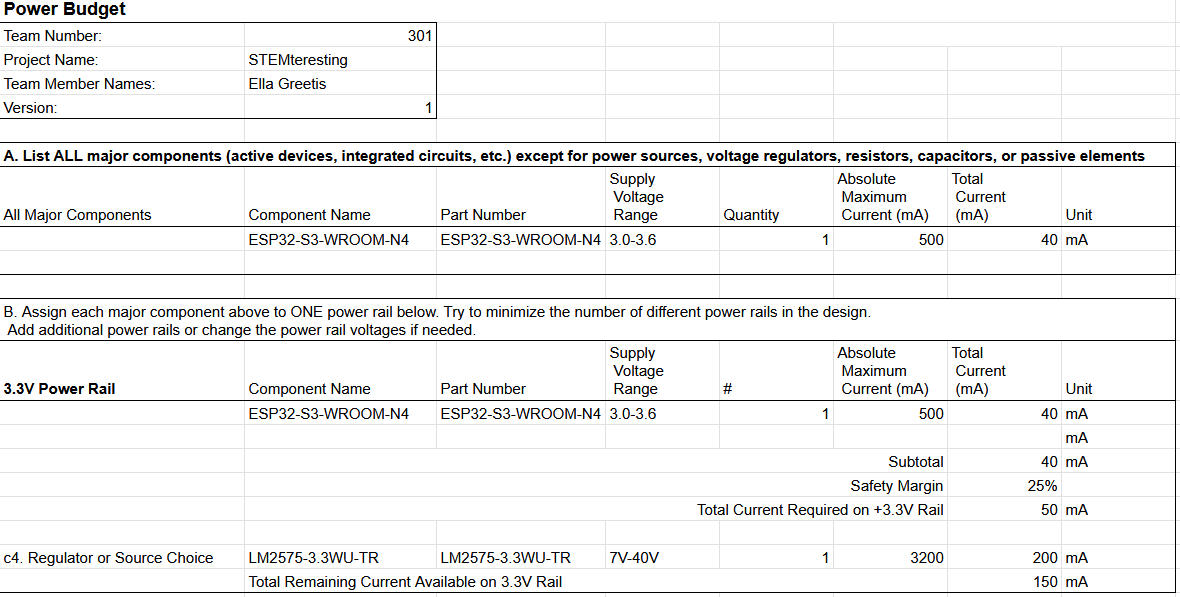 Power Budget
Team Number: 301
Project Name: STEMteresting
Team Member Names: Ella Greetis
Version: 1
A. List ALL major components (active devices, integrated circuits, etc.) except for power sources, voltage regulators, resistors, capacitors, or passive elements
All Major Components Component Name Part Number Supply Voltage Range Quantity Absolute Maximum Current (mA) Total Current (mA) Unit
ESP32-S3-WROOM-N4 ESP32-S3-WROOM-N4 3.0-3.6 1 500 40 mA
B. Assign each major component above to ONE power rail below. Try to minimize the number of different power rails in the design.
Add additional power rails or change the power rail voltages if needed.
3.3V Power Rail Component Name Part Number Supply Voltage Range # Absolute Maximum Current (mA) Total Current (mA) Unit
ESP32-S3-WROOM-N4 ESP32-S3-WROOM-N4 3.0-3.6 1 500 40 mA
mA
Subtotal 40 mA
Safety Margin 25%
Total Current Required on +3.3V Rail 50 mA
c4. Regulator or Source Choice LM2575-3.3WU-TR LM2575-3.3WU-TR 7V-40V 1 3200 200 mA
Total Remaining Current Available on 3.3V Rail 150 mA